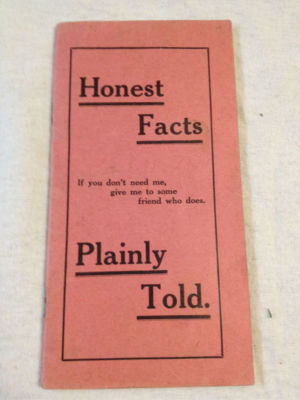 Honest
Facts
If you don't need me,
give me to some
friend who does.
Plainly
Told.